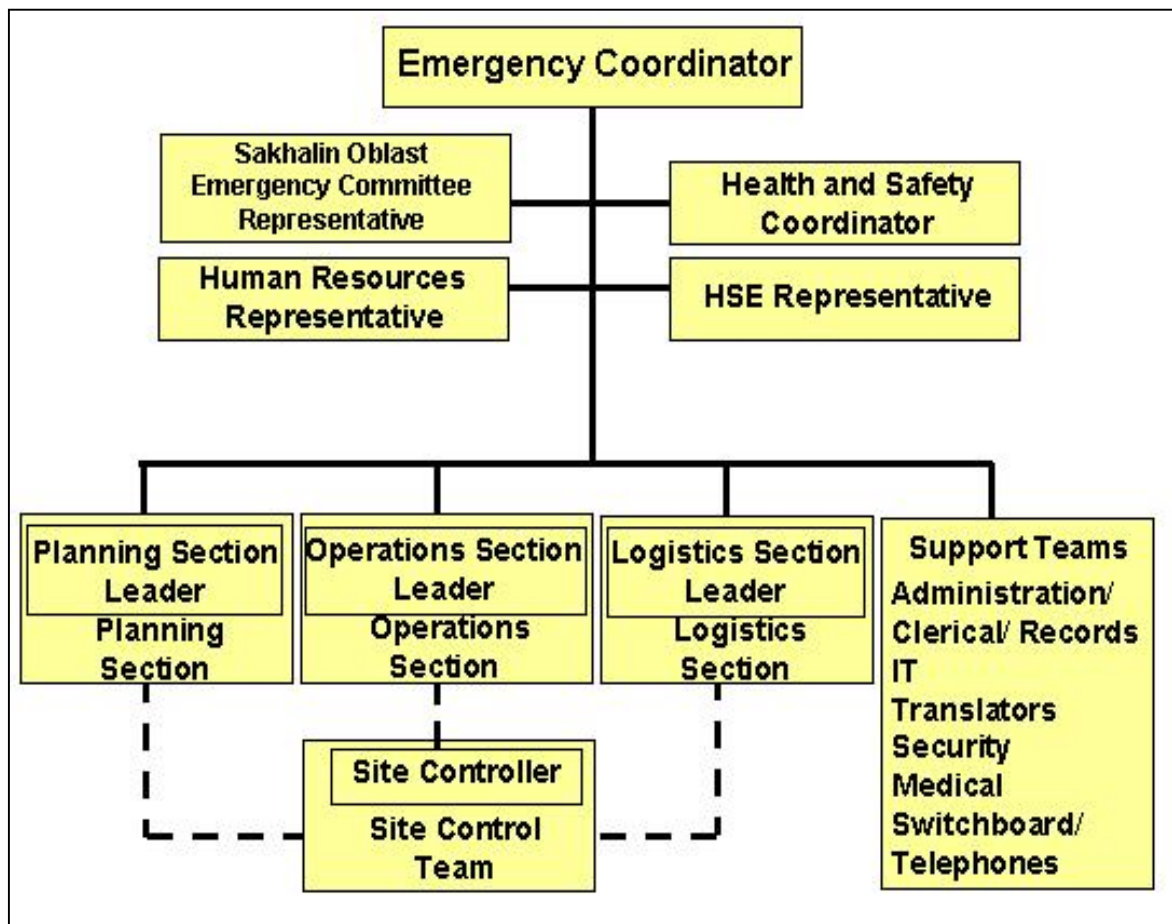 Emergency Coordinator
Sakhalin Oblast
Emergency Committee
Representative
Health and Safety
Coordinator
Human Resources
Representative
HSE Representative
Planning Section
Leader
Planning
Section
Operations Section
Leader
Operations
Section
Logistics Section
Leader
Logistics
Section
Support Teams
Administration/
Clerical/ Records
IT
Translators
Security
Medical
Switchboard/
Telephones
Site Controller
Site Control
Team